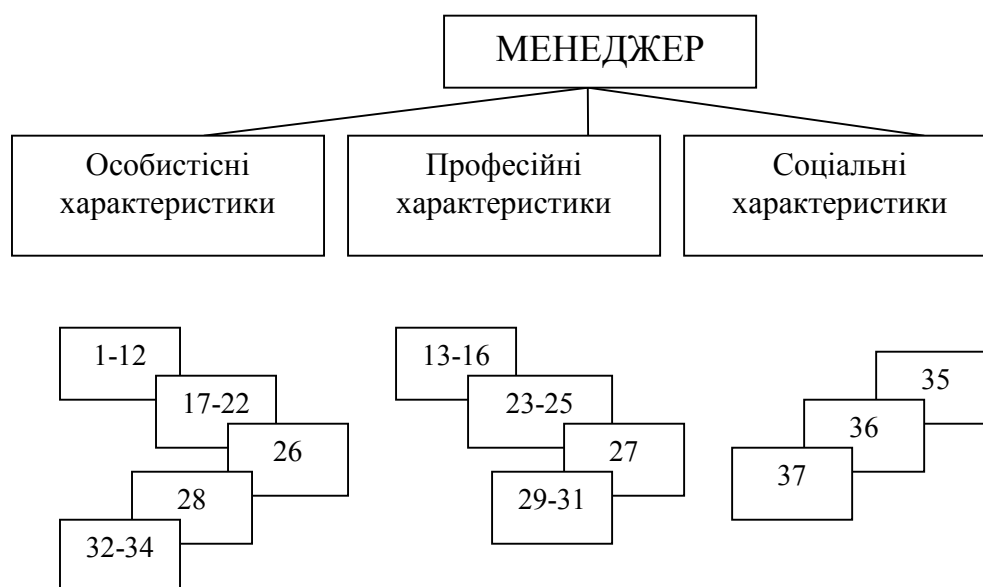 МЕНЕДЖЕР
Особистісні
характеристики
Професійні
характеристики
Соціальні
характеристики
1-12
17-22
26
28
32-34
13-16
23-25
27
29-31
35
36
37